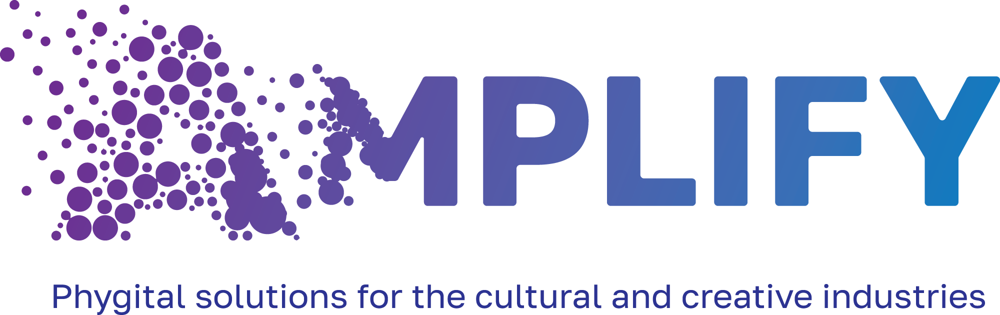 AMPLIFY
Phygital solutions for the cultural and creative industries